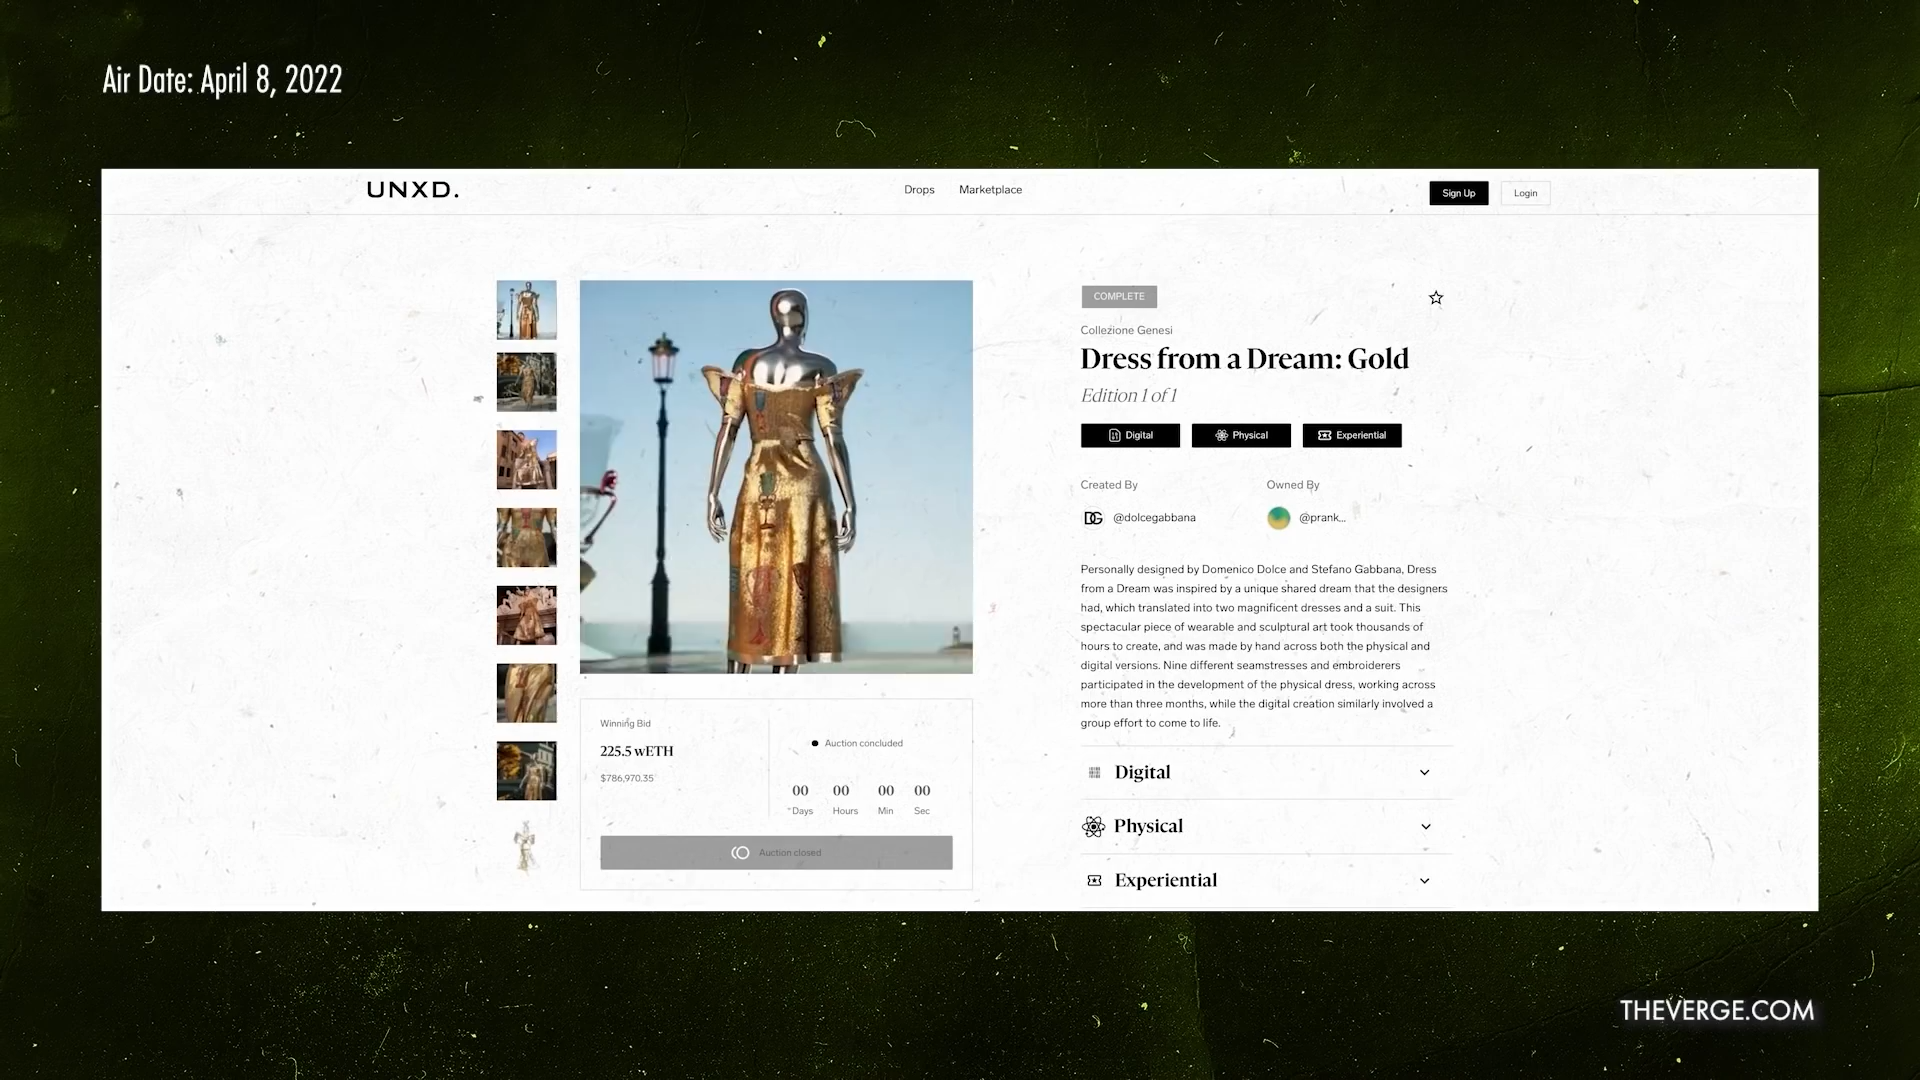 Air Date: April 8, 2022
UNXD.
Drops
Marketplace
Sign Up
Login
COMPLETE
Collezione Genesi
Dress from a Dream: Gold
Edition 1 of 1
Digital
Physical
Experiential
Created By
Owned By
DG
@dolcegabbana
@prank...
Personally designed by Domenico Dolce and Stefano Gabbana, Dress
from a Dream was inspired by a unique shared dream that the designers
had, which translated into two magnificent dresses and a suit. This
spectacular piece of wearable and sculptural art took thousands of
hours to create, and was made by hand across both the physical and
digital versions. Nine different seamstresses and embroiderers
participated in the development of the physical dress, working across
more than three months, while the digital creation similarly involved a
group effort to come to life.
Winning Bid
225.5 wETH
$786,970.35
Auction concluded
00 00 00 00
Days Hours Min Sec
Auction closed
Digital
Physical
Experiential
THEVERGE.COM